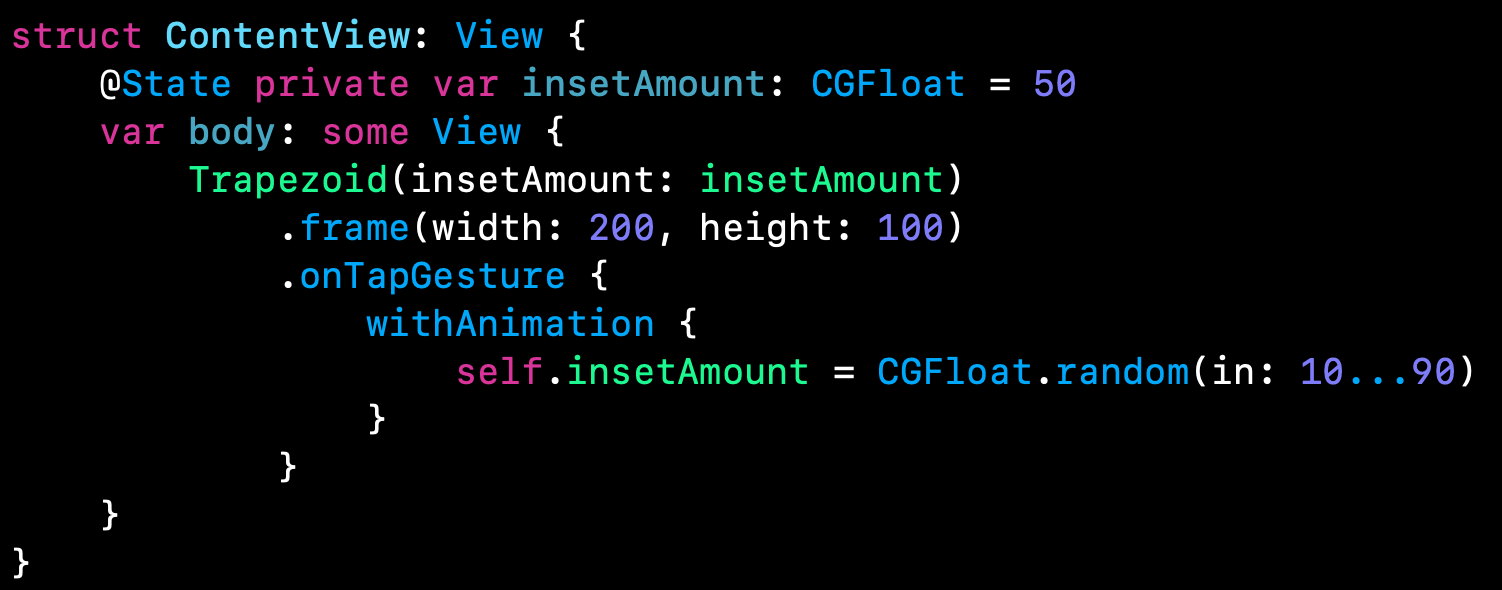 struct ContentView: View {
    @State private var insetAmount: CGFloat = 50
    var body: some View {
        Trapezoid(insetAmount: insetAmount)
            .frame(width: 200, height: 100)
            .onTapGesture {
                withAnimation {
                    self.insetAmount = CGFloat.random(in: 10...90)
                }
            }
    }
}